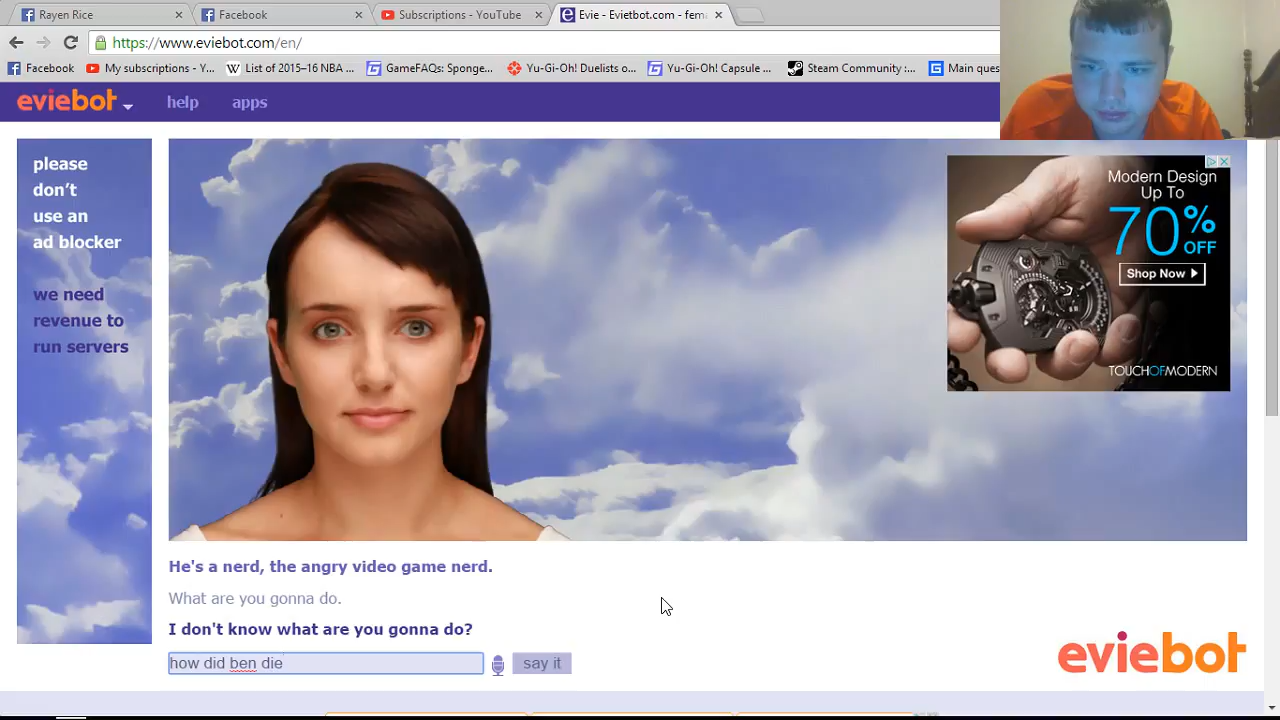 Rayen Rice
Facebook
Subscriptions - YouTube
Evie - Eviebot.com - fem
https://www.eviebot.com/en/
Facebook
My subscriptions - Y...
List of 2015–16 NBA ...
GameFAQs: Sponge...
Yu-Gi-Oh! Duelists o...
Yu-Gi-Oh! Capsule ...
Steam Community :...
Main ques
eviebot
help
apps
please
don't
use an
ad blocker
we need
revenue to
run servers
Modern Design
Up To
70% OFF
Shop Now
TOUCHOFMODERN
He's a nerd, the angry video game nerd.
What are you gonna do.
I don't know what are you gonna do?
how did ben die
say it
eviebot